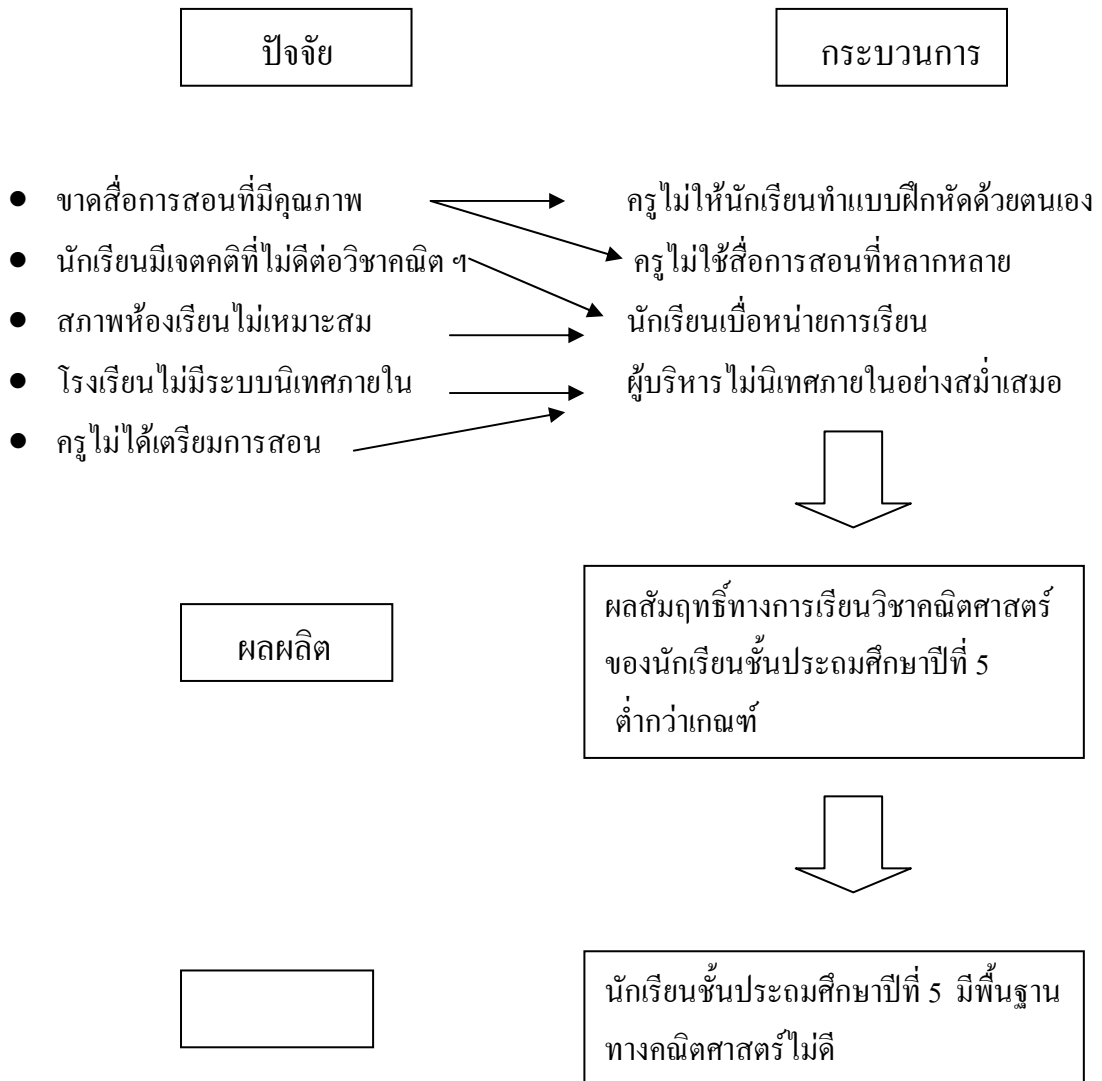 ปัจจัย
กระบวนการ
● ขาดสื่อการสอนที่มีคุณภาพ
ครูไม่ให้นักเรียนทำแบบฝึกหัดด้วยตนเอง
● นักเรียนมีเจตคติที่ไม่ดีต่อวิชาคณิต ฯ
ครูไม่ใช้สื่อการสอนที่หลากหลาย
● สภาพห้องเรียนไม่เหมาะสม
นักเรียนเบื่อหน่ายการเรียน
● โรงเรียนไม่มีระบบนิเทศภายใน
ผู้บริหารไม่นิเทศภายในอย่างสม่ำเสมอ
● ครูไม่ได้เตรียมการสอน
ผลผลิต
ผลสัมฤทธิ์ทางการเรียนวิชาคณิตศาสตร์
ของนักเรียนชั้นประถมศึกษาปีที่ 5
ต่ำกว่าเกณฑ์
นักเรียนชั้นประถมศึกษาปีที่ 5 มีพื้นฐาน
ทางคณิตศาสตร์ไม่ดี